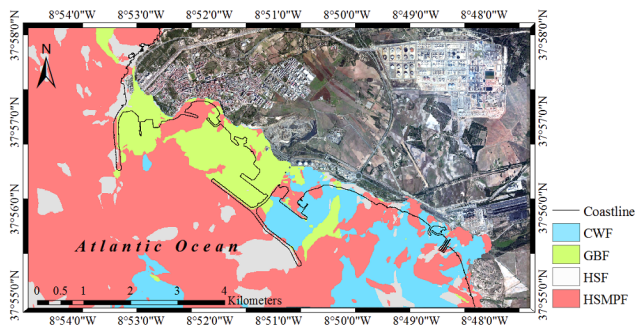 8°54'0"W 8°53'0"W 8°52'0"W 8°51'0"W 8°50'0"W 8°49'0"W 8°48'0"W
37°58'0"N 37°58'0"N
N
37°57'0"N 37°57'0"N
37°56'0"N 37°56'0"N
Coastline
CWF
GBF
HSF
HSMPF
Atlantic Ocean
0 0.5 1 2 3 4
Kilometers
37°55'0"N 37°55'0"N
8°54'0"W 8°53'0"W 8°52'0"W 8°51'0"W 8°50'0"W 8°49'0"W 8°48'0"W